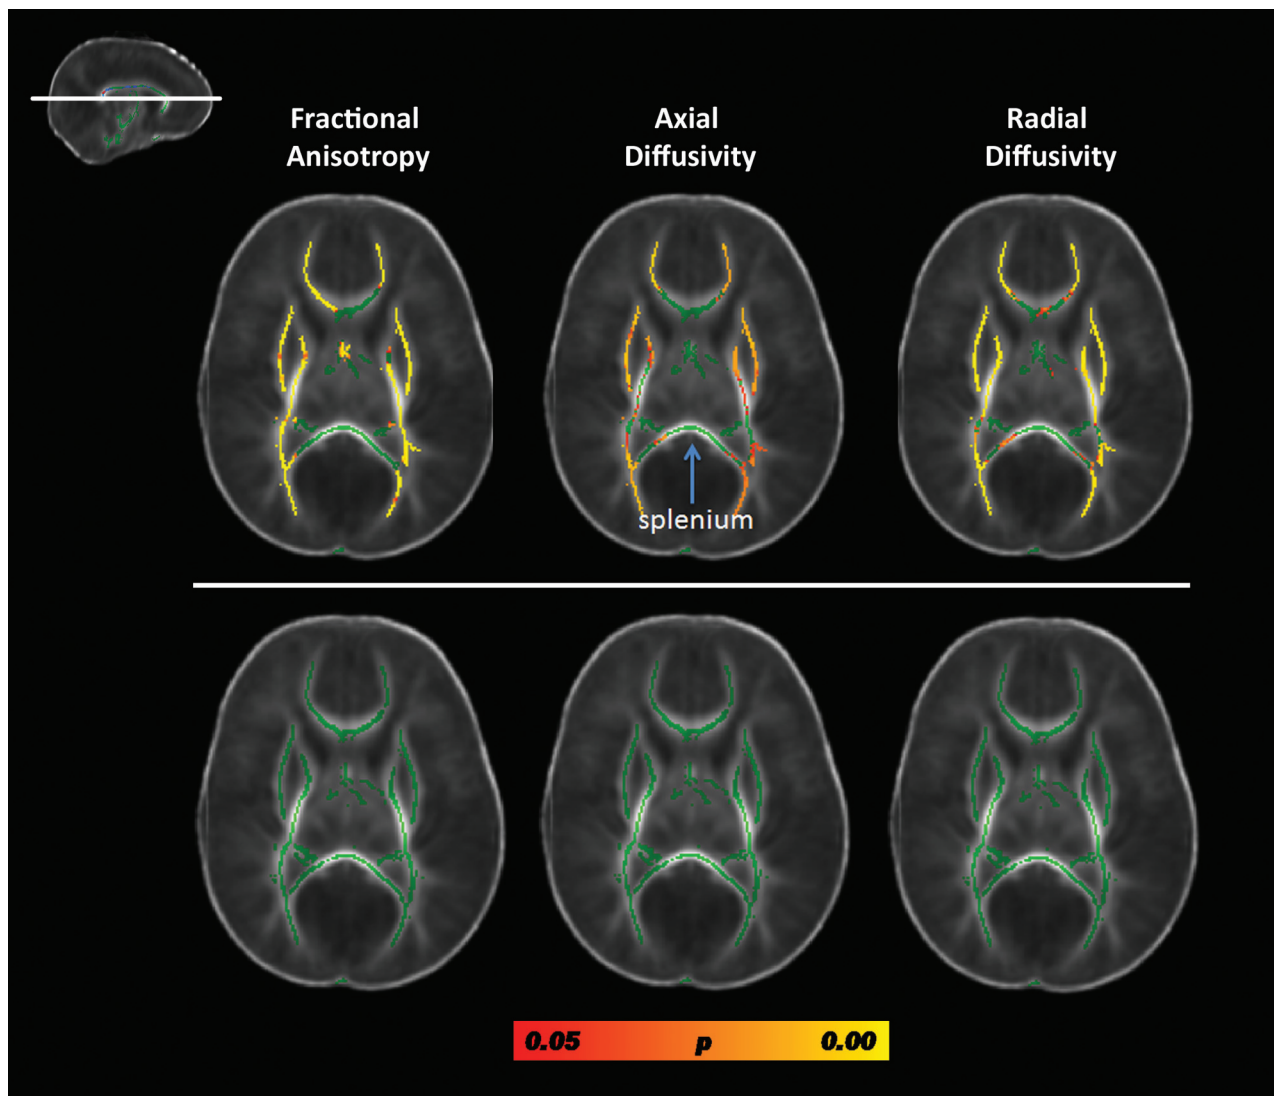 Fractional
Anisotropy
Axial
Diffusivity
Radial
Diffusivity
splenium
0.05 p 0.00